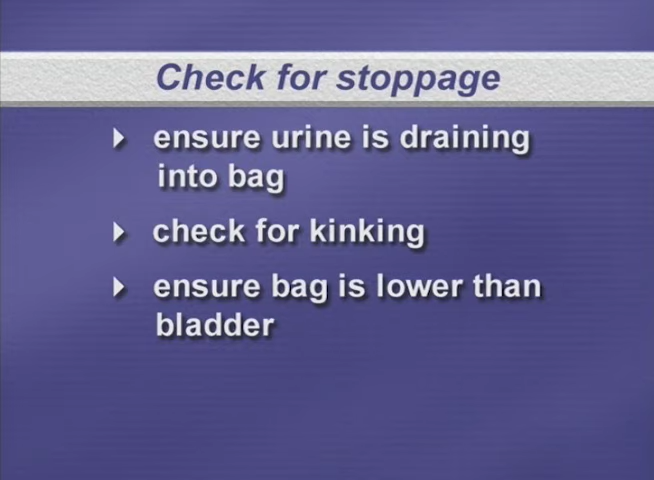 Check for stoppage
ensure urine is draining
into bag
check for kinking
ensure bag is lower than
bladder